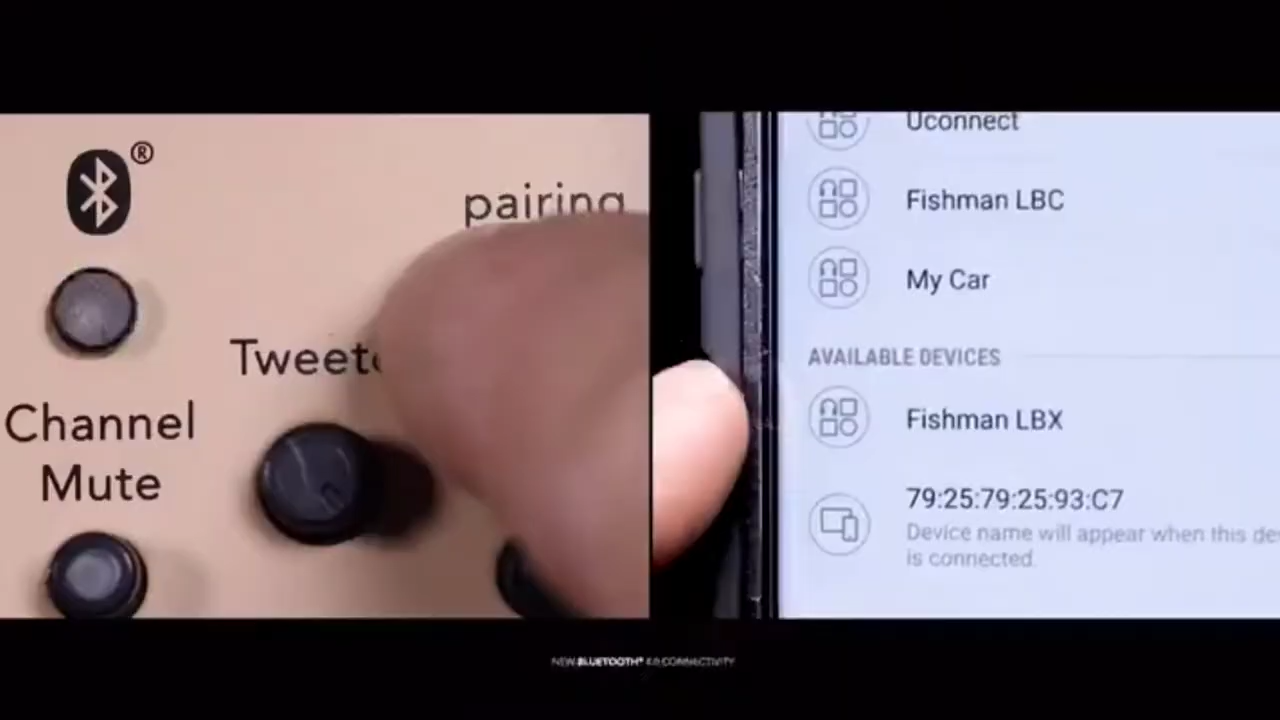 ®
pairing
Tweet
Channel
Mute
Uconnect
Fishman LBC
My Car
AVAILABLE DEVICES
Fishman LBX
79:25:79:25:93:C7
Device name will appear when this de
is connected.
NEW BLUETOOTH® CONNECTIVITY